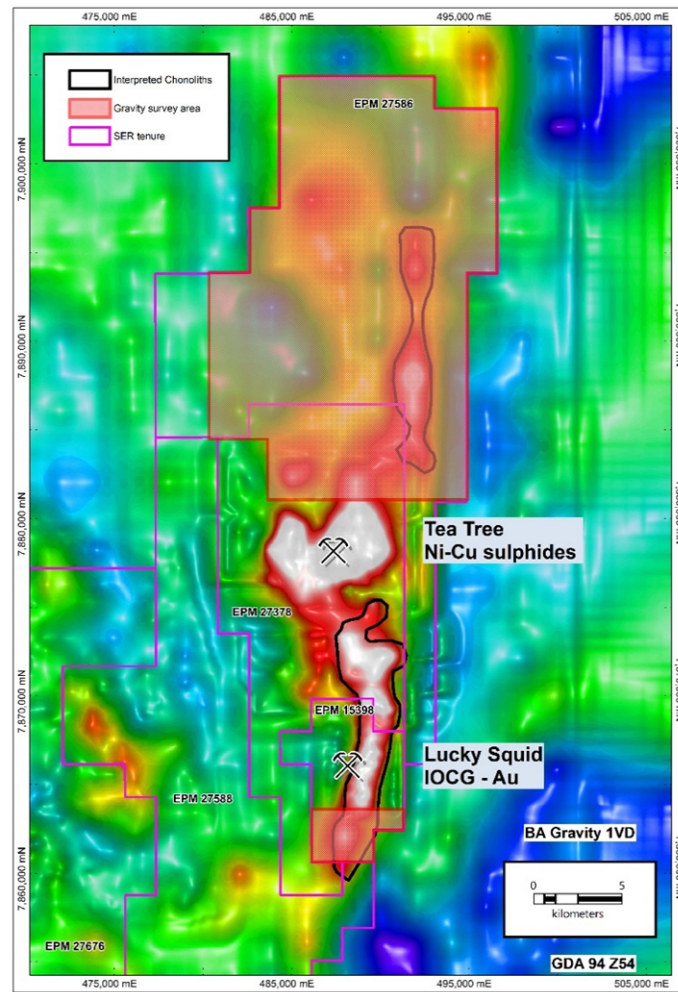 475,000 mE
485,000 mE
495,000 mE
505,000 mE
Interpreted Chonoliths
Gravity survey area
SER tenure
EPM 27586
7,900,000 mN
7,890,000 mN
7,880,000 mN
Tea Tree
Ni-Cu sulphides
EPM 27378
7,870,000 mN
EPM 15398
Lucky Squid
IOCG - Au
EPM 27588
BA Gravity 1VD
7,860,000 mN
0
5
kilometers
EPM 27676
GDA 94 Z54
475,000 mE
485,000 mE
495,000 mE
505,000 mE